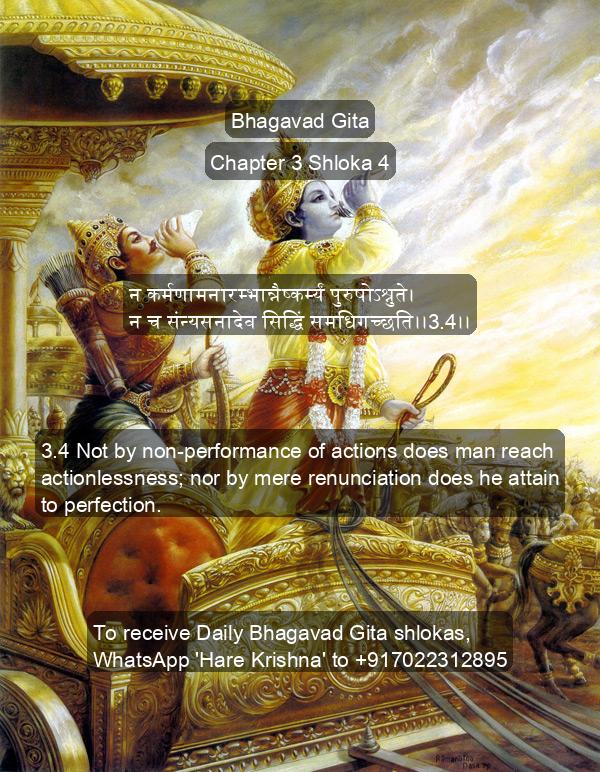 Bhagavad Gita
Chapter 3 Shloka 4
न कर्मणामनारम्भान्नैष्कर्म्यं पुरुषोऽश्नुते।
न च संन्यसनादेव सिद्धिं समधिगच्छति।।3.4।।
3.4 Not by non-performance of actions does man reach
actionlessness; nor by mere renunciation does he attain
to perfection.
To receive Daily Bhagavad Gita shlokas,
WhatsApp 'Hare Krishna' to +917022312895